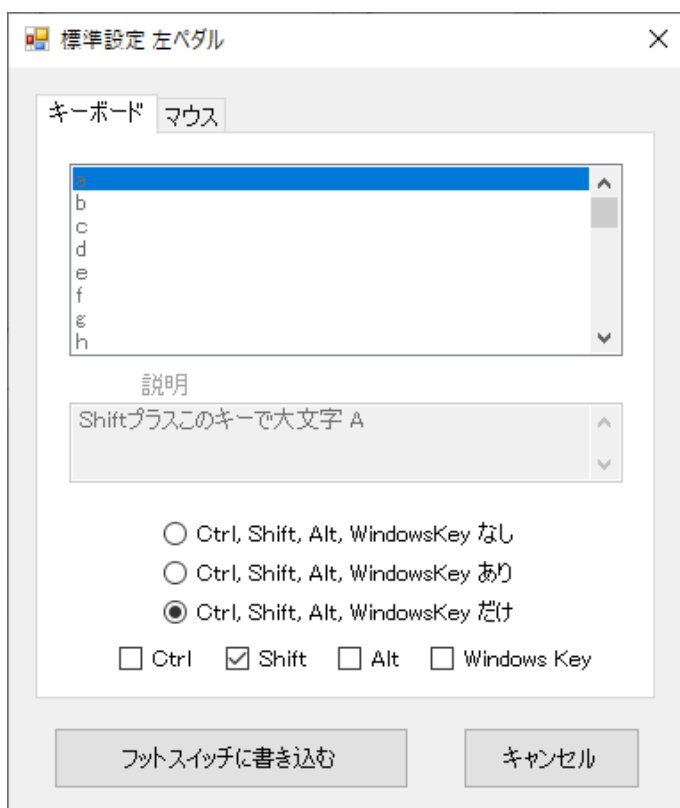 標準設定 左ペダル
キーボード マウス
a
b
c
d
e
f
g
h
説明
Shiftプラスこのキーで大文字 A
Ctrl, Shift, Alt, WindowsKey なし
Ctrl, Shift, Alt, WindowsKey あり
Ctrl, Shift, Alt, WindowsKey だけ
Ctrl Shift Alt Windows Key
フットスイッチに書き込む キャンセル